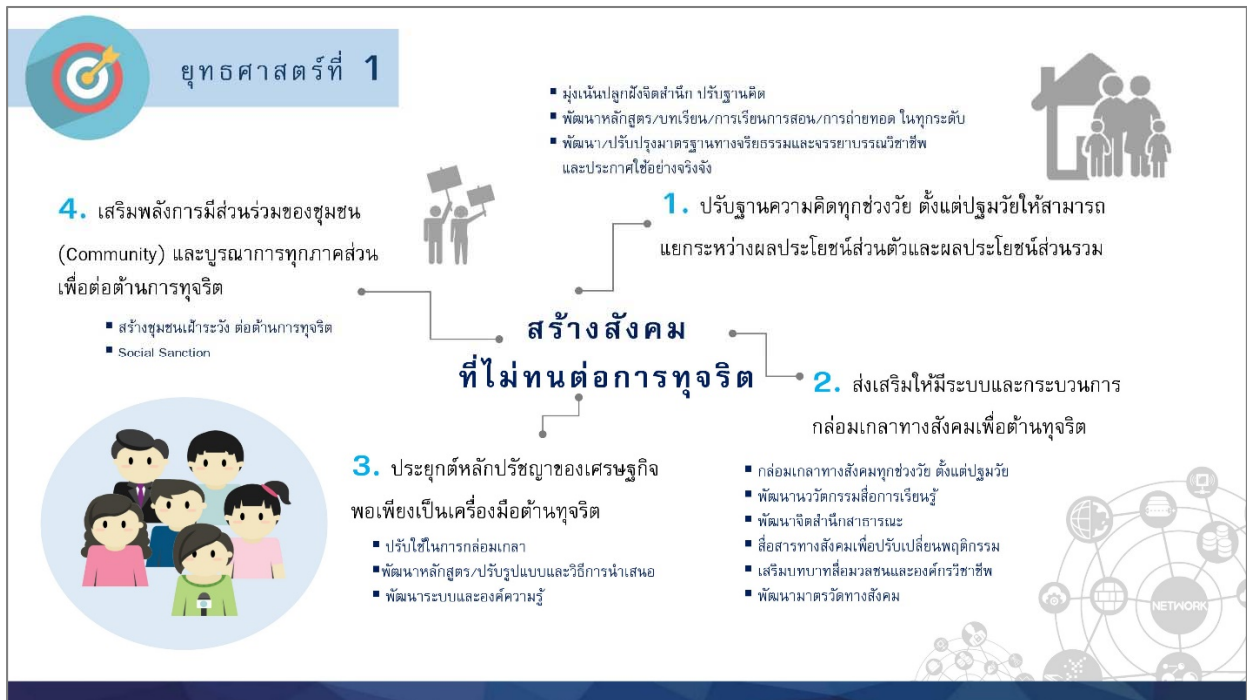 ยุทธศาสตร์ที่ 1
▪ มุ่งเน้นปลูกฝังจิตสำนึก ปรับฐานคิด
▪ พัฒนาหลักสูตร/บทเรียน/การเรียนการสอน/การถ่ายทอด ในทุกระดับ
▪ พัฒนา/ปรับปรุงมาตรฐานทางจริยธรรมและจรรยาบรรณวิชาชีพ
และประกาศใช้อย่างจริงจัง
1. ปรับฐานความคิดทุกช่วงวัย ตั้งแต่ปฐมวัยให้สามารถ
แยกระหว่างผลประโยชน์ส่วนตัวและผลประโยชน์ส่วนรวม
4. เสริมพลังการมีส่วนร่วมของชุมชน
(Community) และบูรณาการทุกภาคส่วน
เพื่อต่อต้านการทุจริต
▪ สร้างชุมชนเฝ้าระวัง ต่อต้านการทุจริต
▪ Social Sanction
สร้างสังคม
ที่ไม่ทนต่อการทุจริต
2. ส่งเสริมให้มีระบบและกระบวนการ
กล่อมเกลาทางสังคมเพื่อต้านทุจริต
▪ กล่อมเกลาทางสังคมทุกช่วงวัย ตั้งแต่ปฐมวัย
▪ พัฒนานวัตกรรมสื่อการเรียนรู้
▪ พัฒนาจิตสำนึกสาธารณะ
▪ สื่อสารทางสังคมเพื่อปรับเปลี่ยนพฤติกรรม
▪ เสริมบทบาทสื่อมวลชนและองค์กรวิชาชีพ
▪ พัฒนามาตรวัดทางสังคม
3. ประยุกต์หลักปรัชญาของเศรษฐกิจ
พอเพียงเป็นเครื่องมือต้านทุจริต
▪ ปรับใช้ในการกล่อมเกลา
▪พัฒนาหลักสูตร/ปรับรูปแบบและวิธีการนำเสนอ
▪ พัฒนาระบบและองค์ความรู้
NETWORK